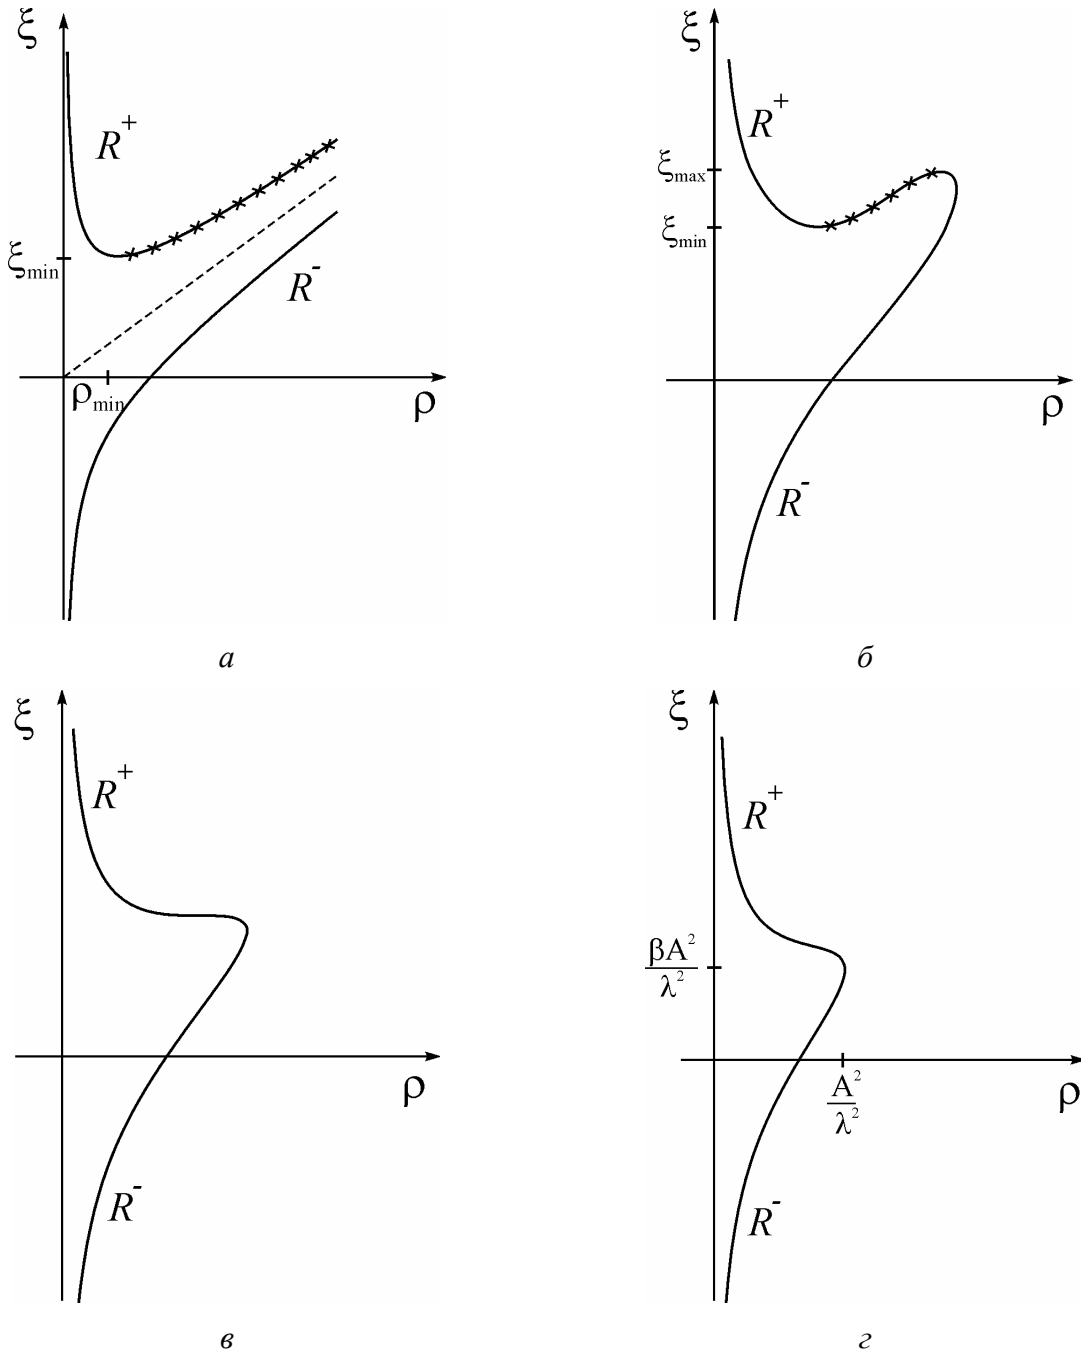 ξ
R⁺
ξmin
R⁻
ρmin
ρ
а
ξ
R⁺
ξmax
ξmin
ρ
R⁻
б
ξ
R⁺
ρ
R⁻
в
ξ
R⁺
βA²
λ²
A²
λ²
ρ
R⁻
г